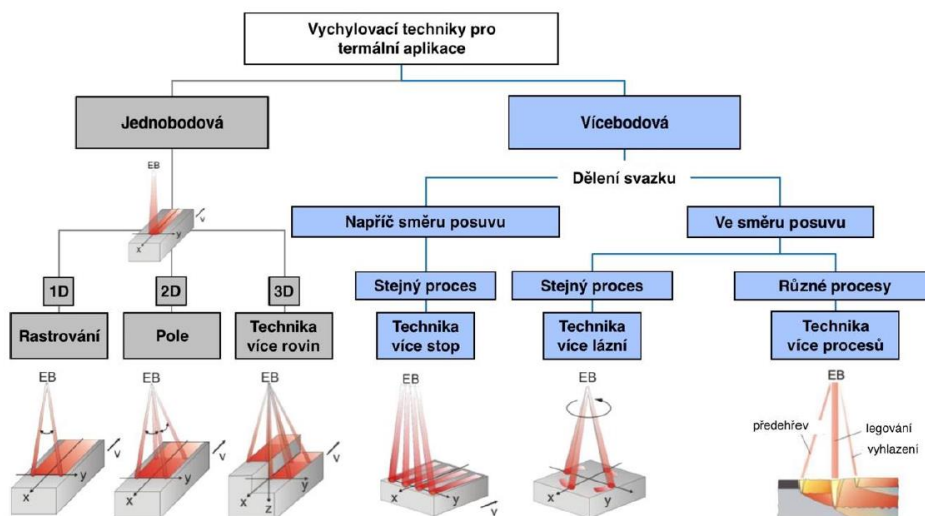 Vychylovací techniky pro
termální aplikace
Jednobodová
Vícebodová
EB
Dělení svazku
v
x
y
Napříč směru posuvu
Ve směru posuvu
1D
2D
3D
Stejný proces
Stejný proces
Různé procesy
Rastrování
Pole
Technika
více rovin
Technika
více stop
Technika
více lázní
Technika
více procesů
EB
EB
EB
EB
EB
EB
předehřev
legování
vyhlazení
v
x
y
v
x
y
v
x
y
z
x
y
v
x
y